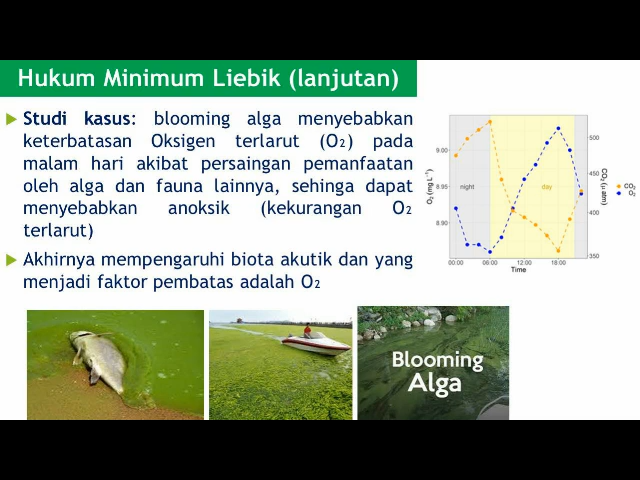 Hukum Minimum Liebik (lanjutan)
Studi kasus: blooming alga menyebabkan
keterbatasan Oksigen terlarut (O₂) pada
malam hari akibat persaingan pemanfaatan
oleh alga dan fauna lainnya, sehinga dapat
menyebabkan anoksik (kekurangan O₂
terlarut)
Akhirnya mempengaruhi biota akutik dan yang
menjadi faktor pembatas adalah O₂
O₂ (mg L⁻¹)
9.00
8.95
8.90
night
day
00:00 06:00 12:00 18:00
Time
500
450
400
350
CO₂ (µ atm)
CO₂
O₂
Blooming
Alga